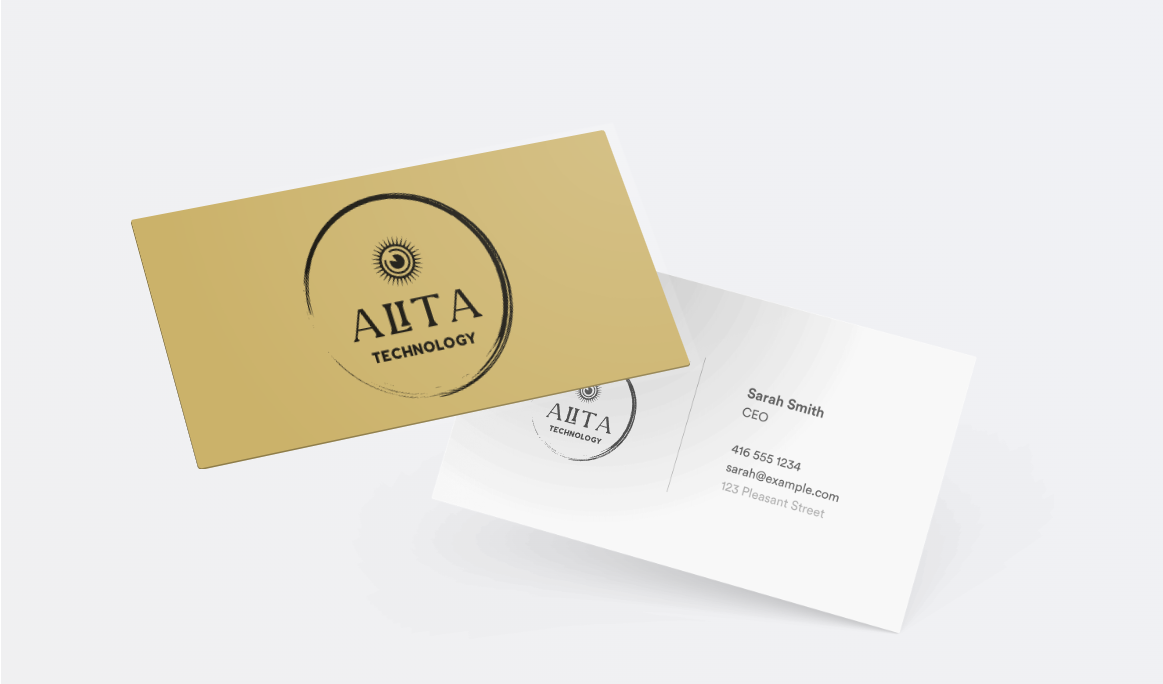 ALITA
TECHNOLOGY
ALITA
TECHNOLOGY
Sarah Smith
CEO
416 555 1234
sarah@example.com
123 Pleasant Street